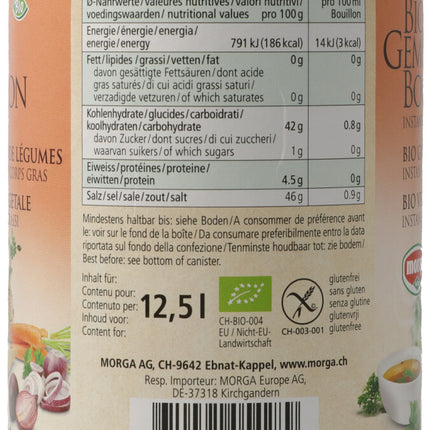 Bio
Ø-Nährwerte/valeures nutritives/valori nutritivi/
voedingswaarden/nutritional values pro 100g
pro 100ml
Bouillon
Energie/énergie/energia/
energie/energy 791 kJ (186 kcal) 14 kJ (3 kcal)
Fett/lipides/grassi/vetten/fat 0g 0g
davon gesättigte Fettsäuren/dont acide
gras saturés/di cui acidi grassi saturi/
verzadigde vetzuren/of which saturates
0g 0g
Kohlenhydrate/glucides/carboidrati/
koolhydraten/carbohydrate 42g 0.8g
davon Zucker/dont sucres/di cui zuccheri/
waarvan suikers/of which sugars 1g 0g
Eiweiss/protéines/proteine/
eiwitten/protein 4.5g 0g
Salz/sel/sale/zout/salt 46g 0.9g
Mindestens haltbar bis: siehe Boden/A consommer de préférence avant
le: voir sur le fond de la boîte/Da consumare preferibilmente entro la data
riportata sul fondo della confezione/Tenminste houdbaar tot: zie bodem/
Best before: see bottom of canister.
Inhalt für:
Contenu pour:
Contenuto per:
Inhoud voor:
Content for:
12,5 l
CH-BIO-004
EU / Nicht-EU-
Landwirtschaft
CH-003-001
glutenfrei
sans gluten
senza glutine
glutenvrij
glutenfree
MORGA AG, CH-9642 Ebnat-Kappel, www.morga.ch
Resp. Importeur: MORGA Europe AG,
DE-37318 Kirchgandern
LÉGUMES
CORPS GRAS
morga